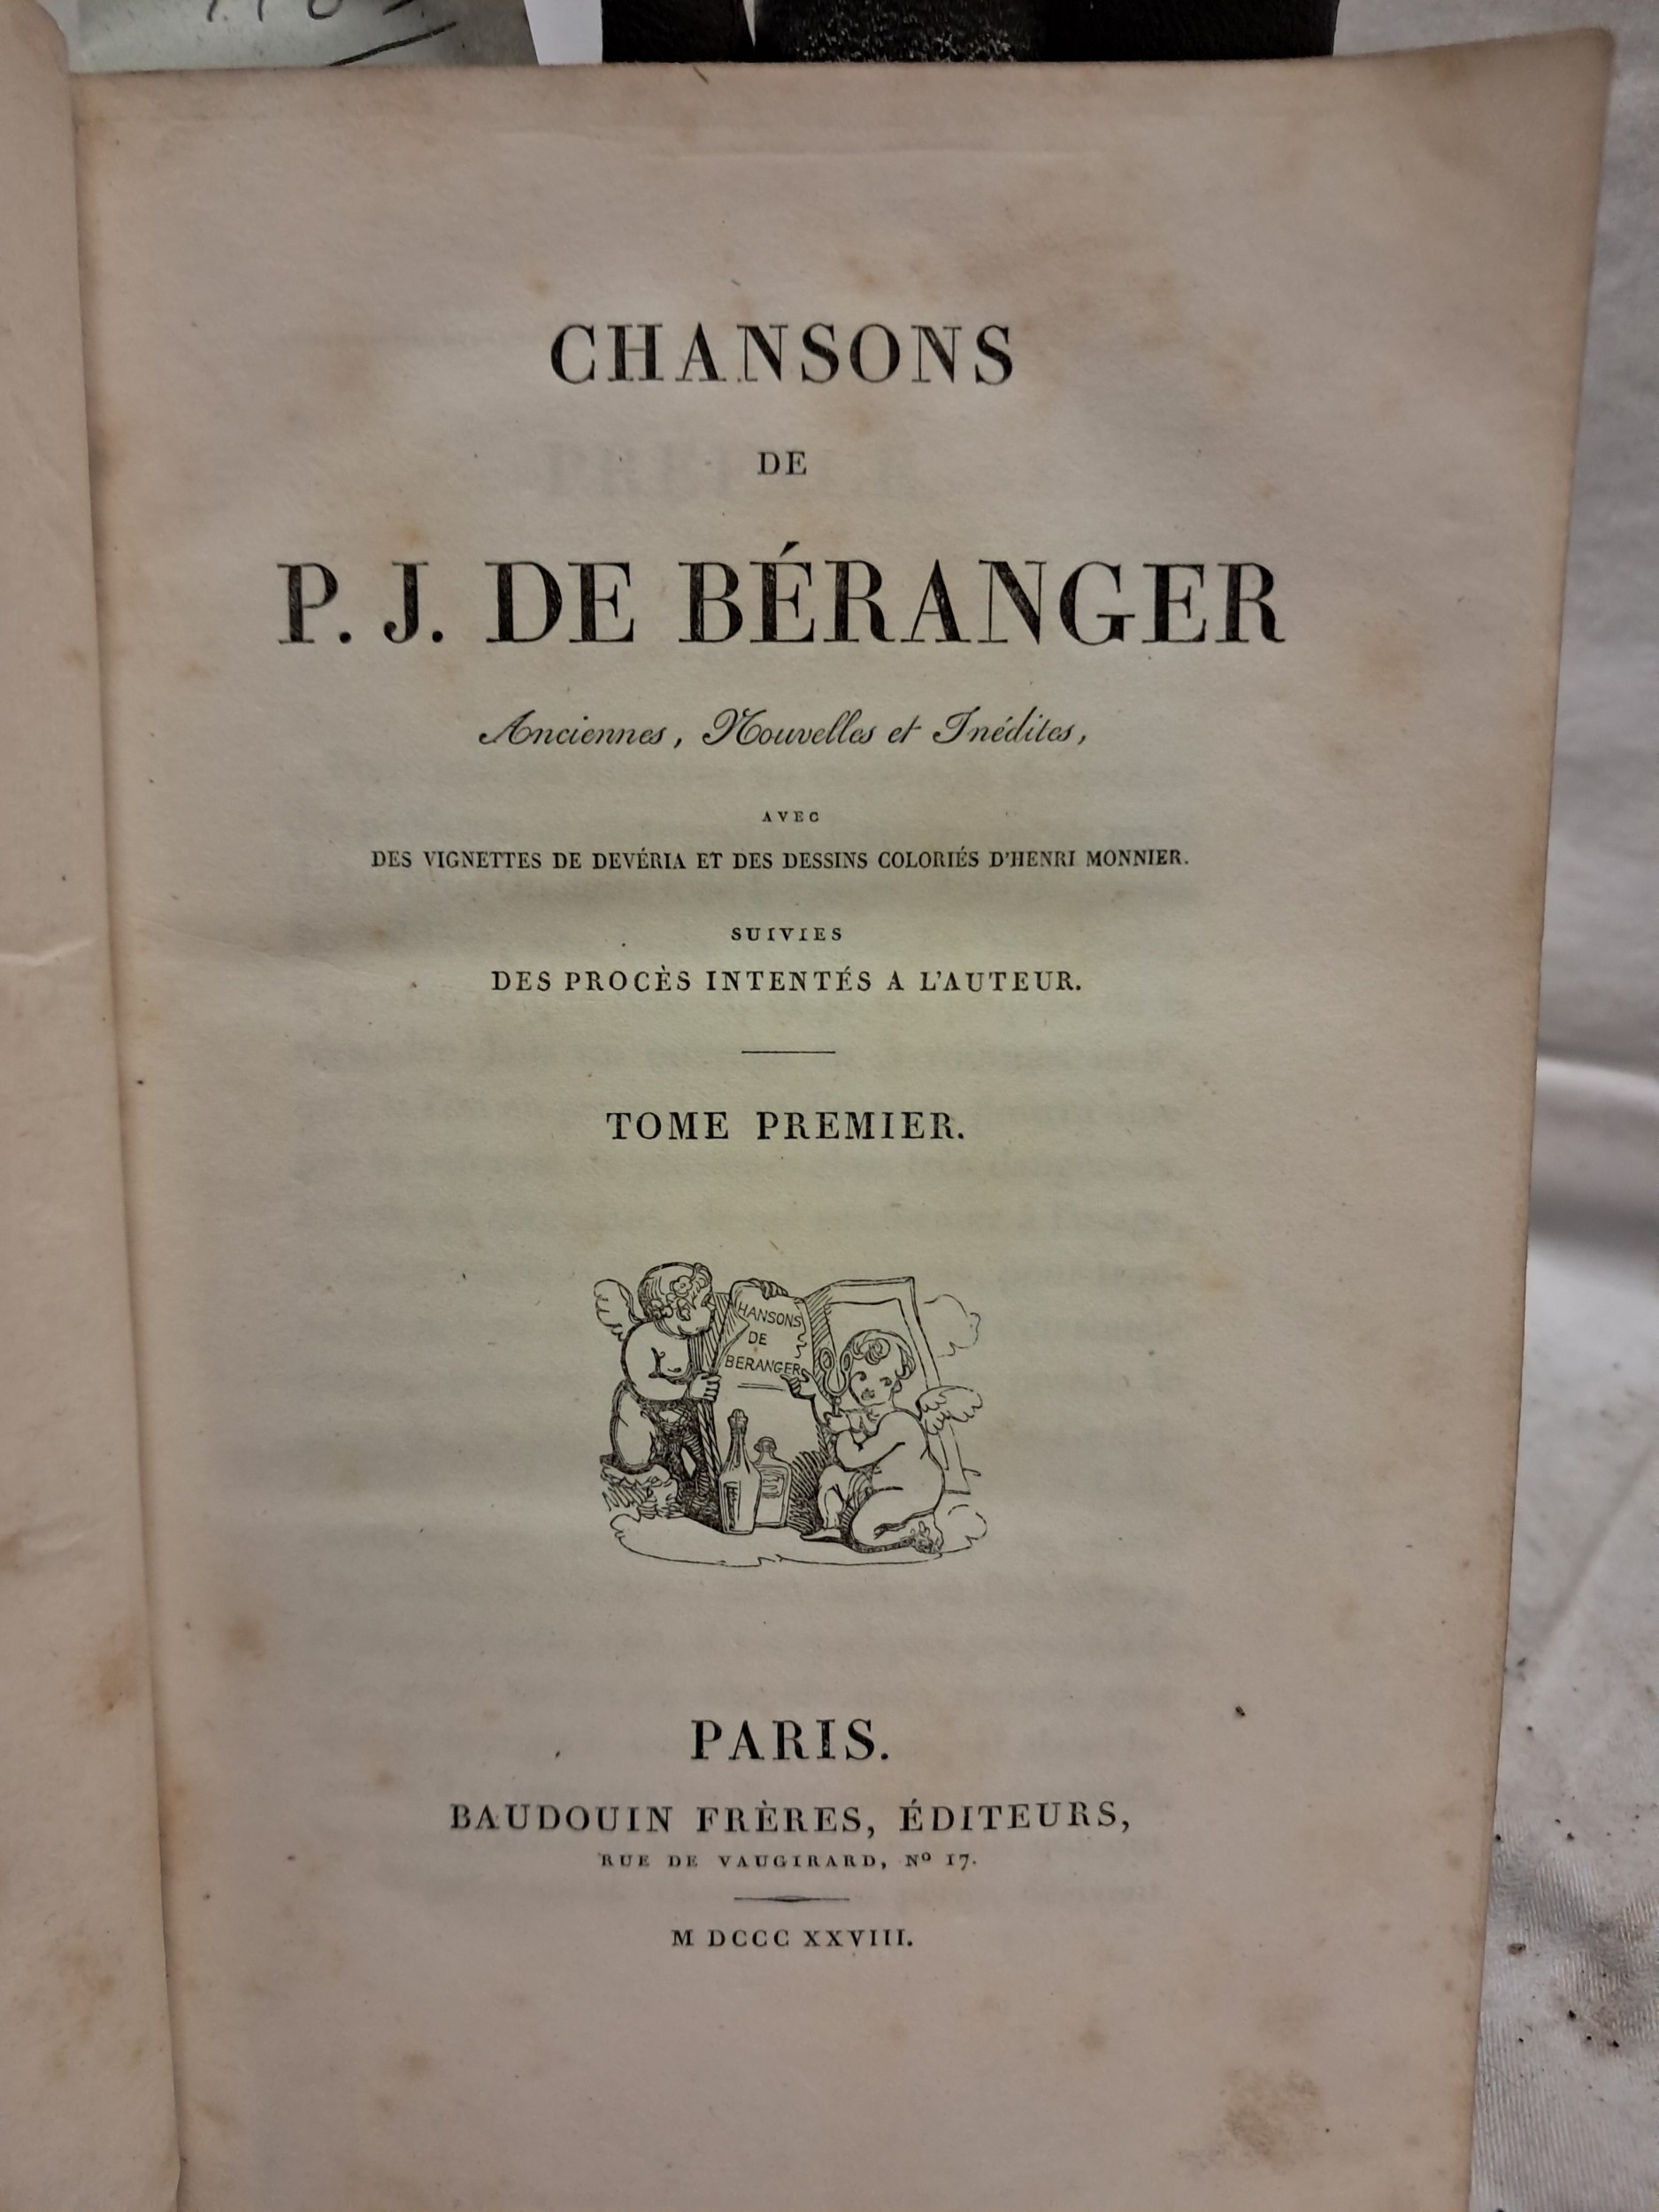 CHANSONS
DE
P. J. DE BÉRANGER
Anciennes, Nouvelles et Inédites,
AVEC
DES VIGNETTES DE DEVÉRIA ET DES DESSINS COLORIÉS D'HENRI MONNIER.
SUIVIES
DES PROCÈS INTENTÉS A L'AUTEUR.
TOME PREMIER.
HANSONS
DE
BERANGER
PARIS.
BAUDOUIN FRÈRES, ÉDITEURS,
RUE DE VAUGIRARD, Nº 17.
M DCCC XXVIII.